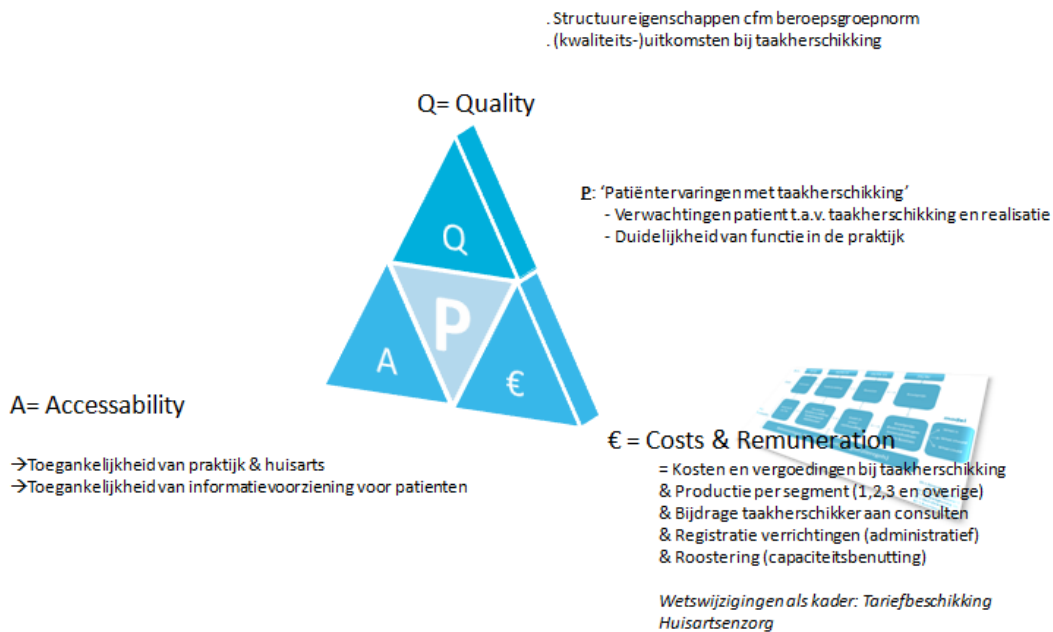 . Structuureigenschappen cfm beroepsgroepnorm
. (kwaliteits-)uitkomsten bij taakherschikking
Q= Quality
P: ‘Patiëntervaringen met taakherschikking’
- Verwachtingen patient t.a.v. taakherschikking en realisatie
- Duidelijkheid van functie in de praktijk
Q
P
A
€
A= Accessability
→Toegankelijkheid van praktijk & huisarts
→Toegankelijkheid van informatievoorziening voor patienten
€ = Costs & Remuneration
= Kosten en vergoedingen bij taakherschikking
& Productie per segment (1,2,3 en overige)
& Bijdrage taakherschikker aan consulten
& Registratie verrichtingen (administratief)
& Roostering (capaciteitsbenutting)
Wetswijzigingen als kader: Tariefbeschikking
Huisartsenzorg